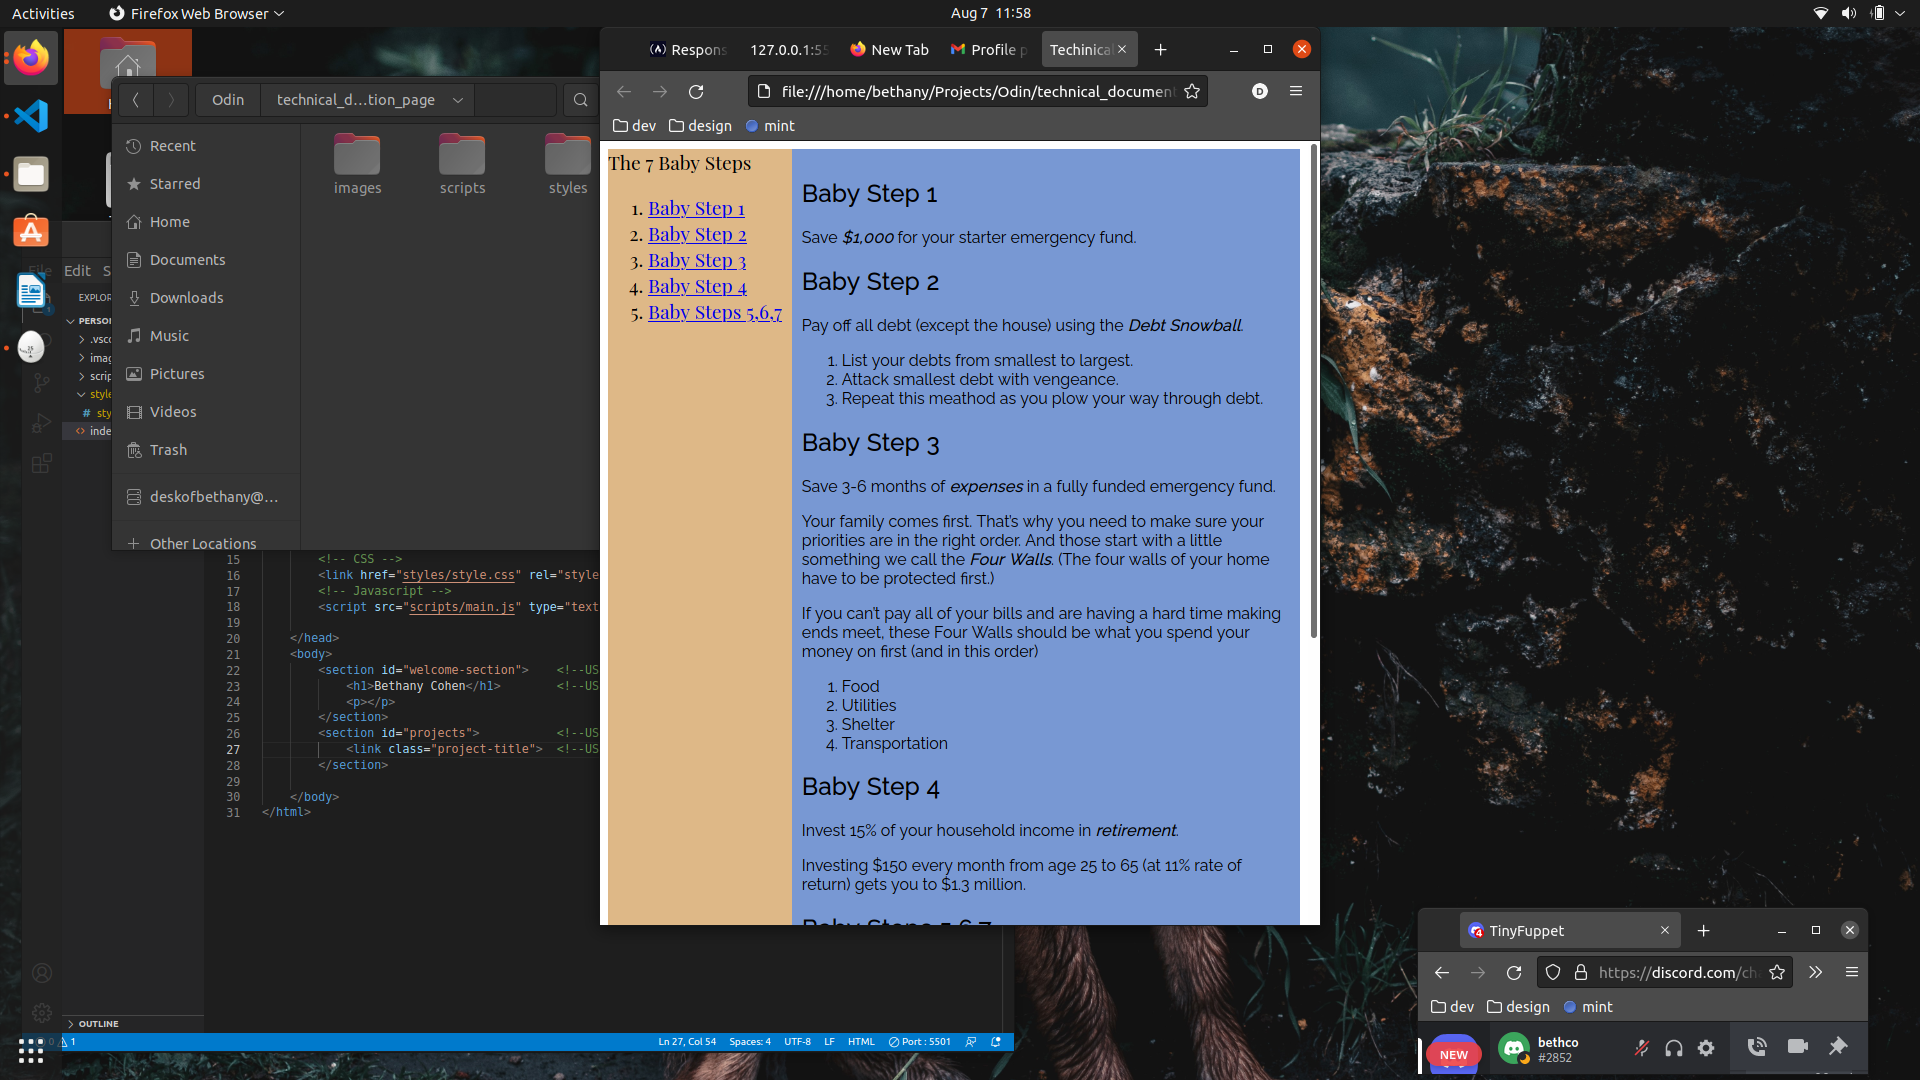 Activities
Firefox Web Browser
Aug 7 11:58
Respons
127.0.0.1:55
New Tab
Profile p
Techinical
file:///home/bethany/Projects/Odin/technical_document
dev
design
mint
Odin
technical_d...tion_page
Recent
Starred
Home
Documents
Downloads
Music
Pictures
Videos
Trash
deskofbethany@...
Other Locations
images
scripts
styles
File
Edit
S
EXPLOR
PERSO
.vsco
imag
scrip
style
# sty
<> inde
OUTLINE
The 7 Baby Steps
1. Baby Step 1
2. Baby Step 2
3. Baby Step 3
4. Baby Step 4
5. Baby Steps 5,6,7
Baby Step 1
Save $1,000 for your starter emergency fund.
Baby Step 2
Pay off all debt (except the house) using the Debt Snowball.
1. List your debts from smallest to largest.
2. Attack smallest debt with vengeance.
3. Repeat this meathod as you plow your way through debt.
Baby Step 3
Save 3-6 months of expenses in a fully funded emergency fund.
Your family comes first. That's why you need to make sure your
priorities are in the right order. And those start with a little
something we call the Four Walls. (The four walls of your home
have to be protected first.)
If you can't pay all of your bills and are having a hard time making
ends meet, these Four Walls should be what you spend your
money on first (and in this order)
1. Food
2. Utilities
3. Shelter
4. Transportation
Baby Step 4
Invest 15% of your household income in retirement.
Investing $150 every month from age 25 to 65 (at 11% rate of
return) gets you to $1.3 million.
Baby Steps 5,6,7
15 <!-- CSS -->
16 <link href="styles/style.css" rel="style
17 <!-- Javascript -->
18 <script src="scripts/main.js" type="text
19
20 </head>
21 <body>
22 <section id="welcome-section"> <!--US
23 <h1>Bethany Cohen</h1> <!--US
24 <p></p>
25 </section>
26 <section id="projects"> <!--US
27 <link class="project-title"> <!--US
28 </section>
29
30 </body>
31 </html>
0 1
Ln 27, Col 54
Spaces: 4
UTF-8
LF
HTML
Port : 5501
TinyFuppet
https://discord.com/cha
dev
design
mint
NEW
bethco
#2852